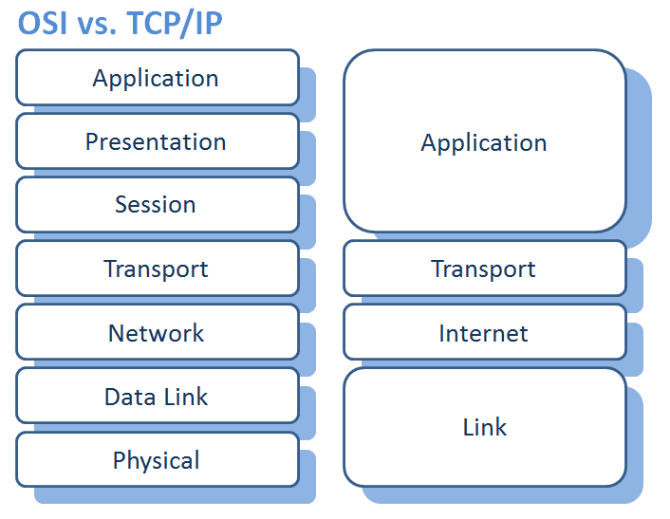 OSI vs. TCP/IP
Application
Presentation
Session
Transport
Network
Data Link
Physical
Application
Transport
Internet
Link